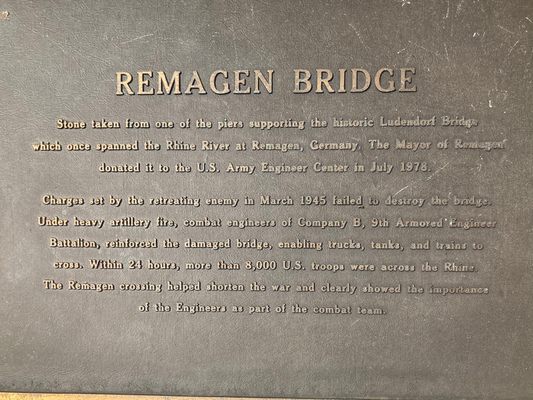 REMAGEN BRIDGE
Stone taken from one of the piers supporting the historic Ludendorf Bridge
which once spanned the Rhine River at Remagen, Germany. The Mayor of Remagen
donated it to the U.S. Army Engineer Center in July 1978.
Charges set by the retreating enemy in March 1945 failed to destroy the bridge.
Under heavy artillery fire, combat engineers of Company B, 9th Armored Engineer
Battalion, reinforced the damaged bridge, enabling trucks, tanks, and trains to
cross. Within 24 hours, more than 8,000 U.S. troops were across the Rhine.
The Remagen crossing helped shorten the war and clearly showed the importance
of the Engineers as part of the combat team.